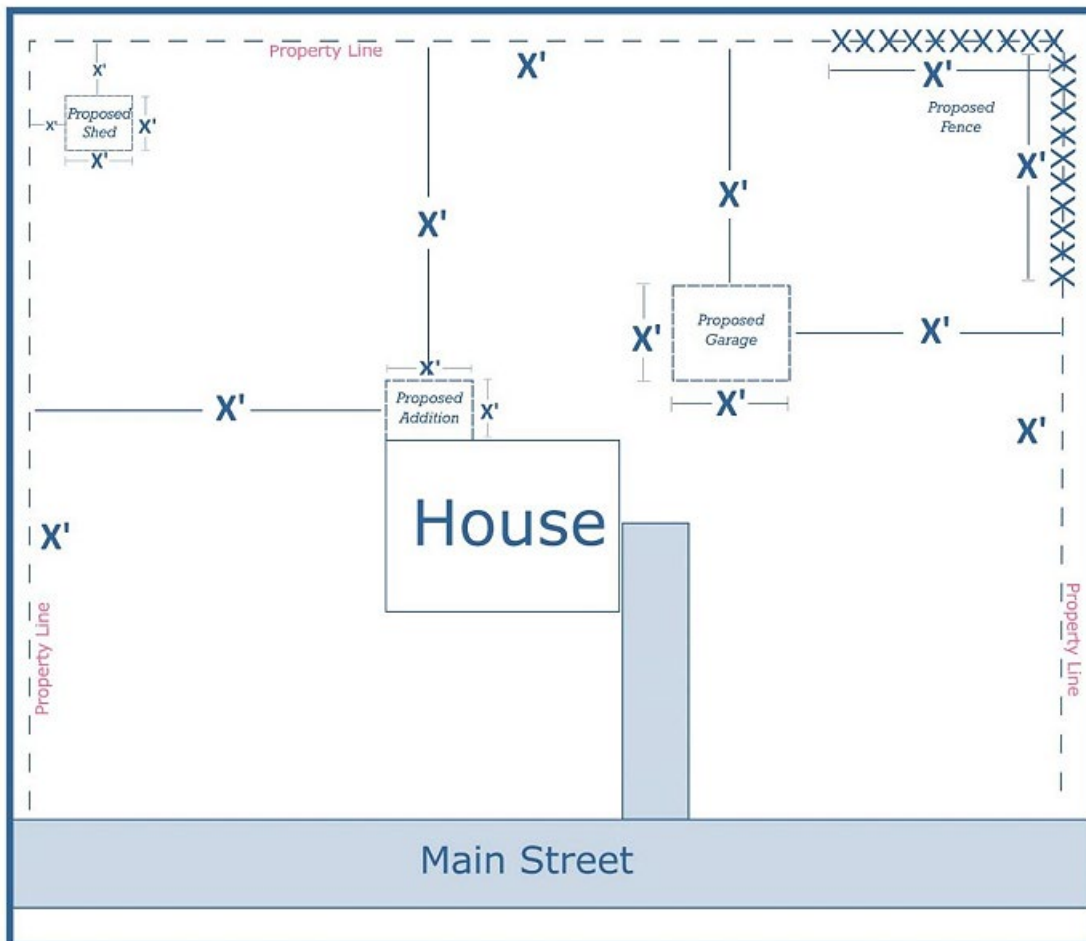 Property Line
X'
X'
X'
Proposed
Fence
X'
Proposed
Shed
X'
X'
X'
X'
X'
X'
Proposed
Garage
X'
X'
X'
X'
Proposed
Addition
X'
X'
X'
X'
House
X'
Property Line
Property Line
Main Street